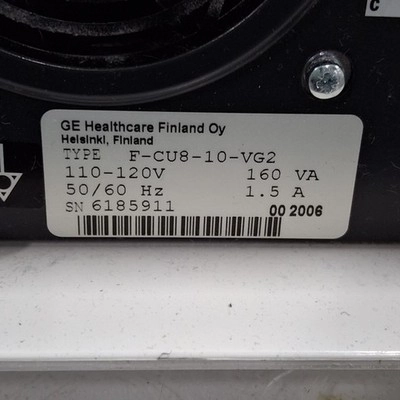 C
GE Healthcare Finland Oy
Helsinki, Finland
TYPE F-CU8-10-VG2
110-120V 160 VA
50/60 Hz 1.5 A
SN 6185911
00 2006